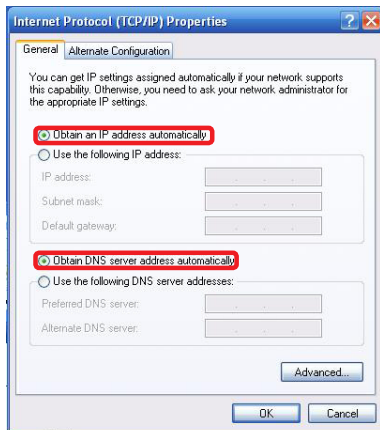 Internet Protocol (TCP/IP) Properties
General
Alternate Configuration
You can get IP settings assigned automatically if your network supports
this capability. Otherwise, you need to ask your network administrator for
the appropriate IP settings.
Obtain an IP address automatically
Use the following IP address:
IP address:
Subnet mask:
Default gateway:
Obtain DNS server address automatically
Use the following DNS server addresses:
Preferred DNS server:
Alternate DNS server:
Advanced...
OK
Cancel